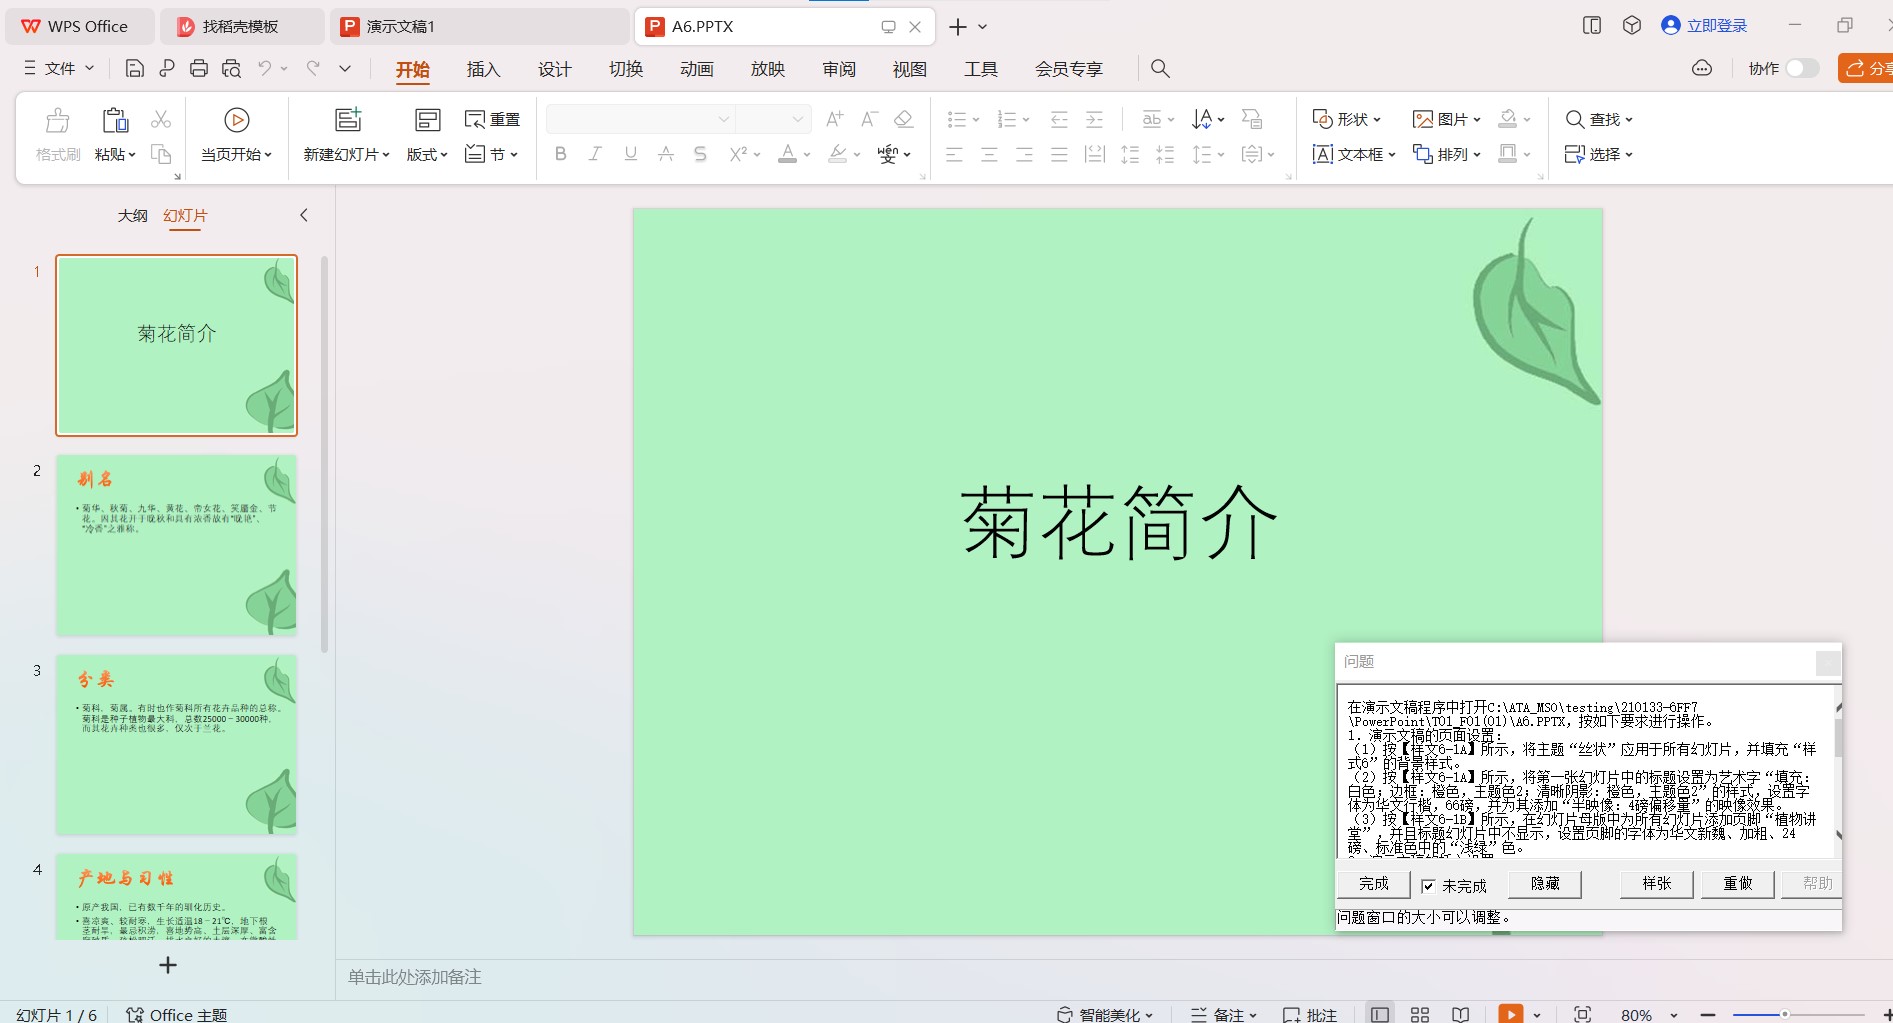 WPS Office
找稻壳模板
演示文稿1
A6.PPTX
立即登录
文件
开始
插入
设计
切换
动画
放映
审阅
视图
工具
会员专享
协作
分享
格式刷
粘贴
当页开始
新建幻灯片
版式
重置
节
B I U A S X² A wén 变
形状
图片
查找
文本框
排列
选择
大纲
幻灯片
1
菊花简介
2
别名
• 菊华、秋菊、九华、黄花、帝女花、笑靥金、节
花。因其花开于晚秋和具有浓香故有“晚艳”、
“冷香”之雅称。
3
分类
• 菊科，菊属。有时也作菊科所有花卉品种的总称。
菊科是种子植物最大科，总数25000－30000种，
而其花卉种类也很多，仅次于兰花。
4
产地与习性
• 原产我国，已有数千年的驯化历史。
• 喜凉爽、较耐寒，生长适温18－21℃，地下根
茎耐旱，最忌积涝，喜地势高、土层深厚、富含
菊花简介
问题
在演示文稿程序中打开C:\ATA_MSO\testing\210133-6FF7
\PowerPoint\T01_F01(01)\A6.PPTX，按如下要求进行操作。
1. 演示文稿的页面设置：
（1）按【样文6-1A】所示，将主题“丝状”应用于所有幻灯片，并填充“样
式6”的背景样式。
（2）按【样文6-1A】所示，将第一张幻灯片中的标题设置为艺术字“填充：
白色；边框：橙色，主题色2；清晰阴影：橙色，主题色2”的样式，设置字
体为华文行楷，66磅，并为其添加“半映像：4磅偏移量”的映像效果。
（3）按【样文6-1B】所示，在幻灯片母版中为所有幻灯片添加页脚“植物讲
堂”，并且标题幻灯片中不显示，设置页脚的字体为华文新魏、加粗、24
磅、标准色中的“浅绿”色。
完成
未完成
隐藏
样张
重做
帮助
问题窗口的大小可以调整。
单击此处添加备注
幻灯片 1 / 6
Office 主题
智能美化
备注
批注
80%